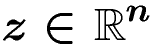 z ∈ ℝⁿ